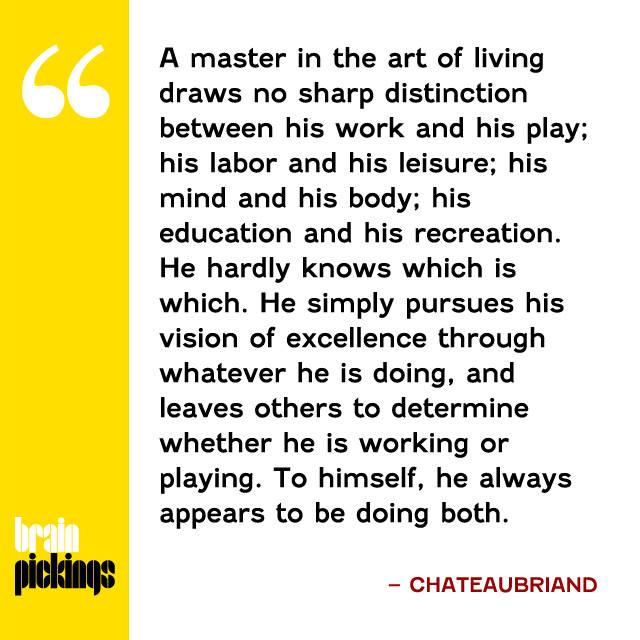 “
A master in the art of living
draws no sharp distinction
between his work and his play;
his labor and his leisure; his
mind and his body; his
education and his recreation.
He hardly knows which is
which. He simply pursues his
vision of excellence through
whatever he is doing, and
leaves others to determine
whether he is working or
playing. To himself, he always
appears to be doing both.
– CHATEAUBRIAND
brain
pickings